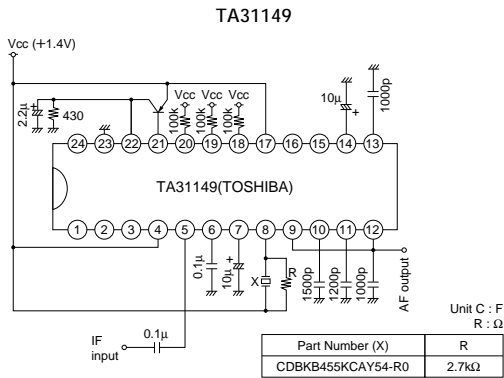 TA31149
Vcc (+1.4V)
Vcc Vcc Vcc
2.2μ + 430 100k 100k 100k 10μ + 1000p
24 23 22 21 20 19 18 17 16 15 14 13
TA31149(TOSHIBA)
1 2 3 4 5 6 7 8 9 10 11 12
0.1μ 10μ + X R 1500p 1200p 1000p AF output
IF
input
0.1μ
Unit C : F
R : Ω
Part Number (X) R
CDBKB455KCAY54-R0 2.7kΩ